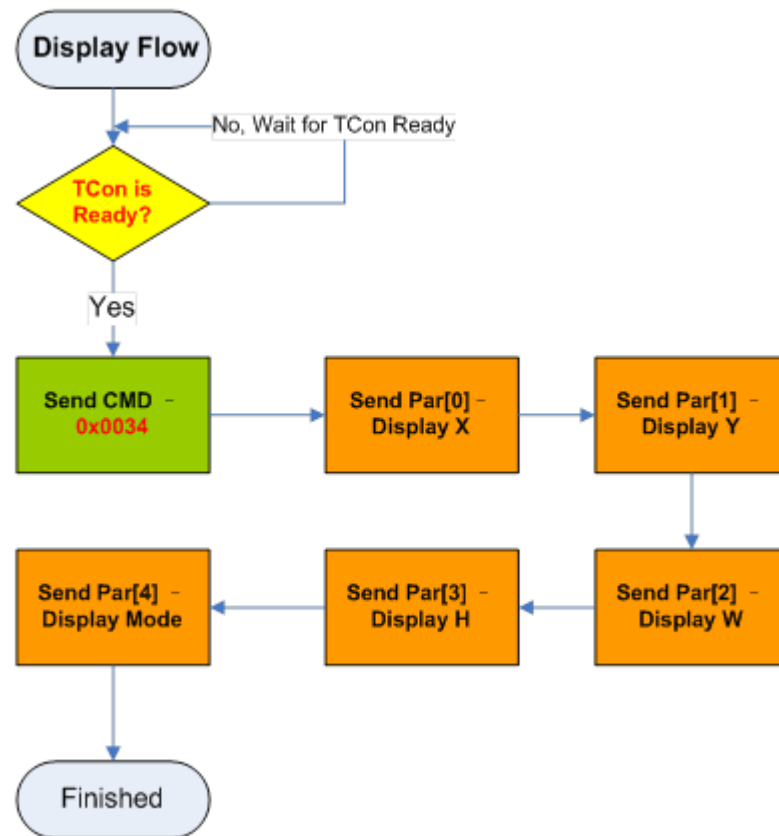 Display Flow
No, Wait for TCon Ready
TCon is
Ready?
Yes
Send CMD –
0x0034
Send Par[0] –
Display X
Send Par[1] –
Display Y
Send Par[2] –
Display W
Send Par[3] –
Display H
Send Par[4] –
Display Mode
Finished